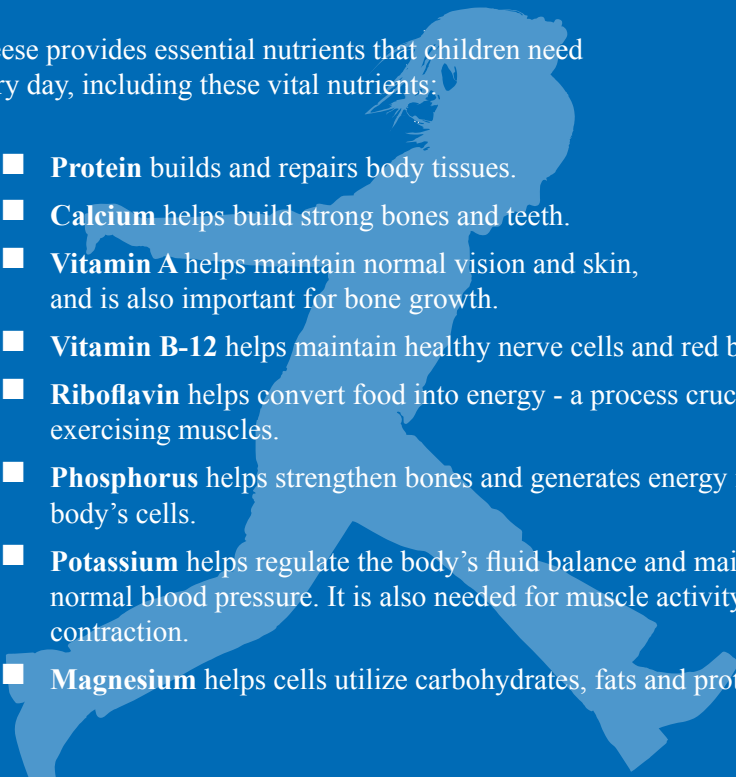 eese provides essential nutrients that children need
ry day, including these vital nutrients:
■ Protein builds and repairs body tissues.
■ Calcium helps build strong bones and teeth.
■ Vitamin A helps maintain normal vision and skin,
and is also important for bone growth.
■ Vitamin B-12 helps maintain healthy nerve cells and red b
■ Riboflavin helps convert food into energy - a process cruc
exercising muscles.
■ Phosphorus helps strengthen bones and generates energy
body’s cells.
■ Potassium helps regulate the body’s fluid balance and mai
normal blood pressure. It is also needed for muscle activity
contraction.
■ Magnesium helps cells utilize carbohydrates, fats and prot